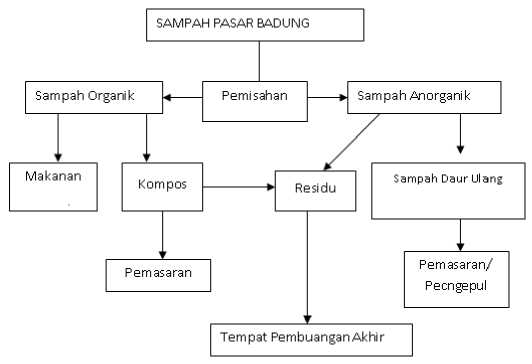 SAMPAH PASAR BADUNG
Sampah Organik
Pemisahan
Sampah Anorganik
Makanan
Kompos
Residu
Sampah Daur Ulang
Pemasaran
Pemasaran/
Pecngepul
Tempat Pembuangan Akhir